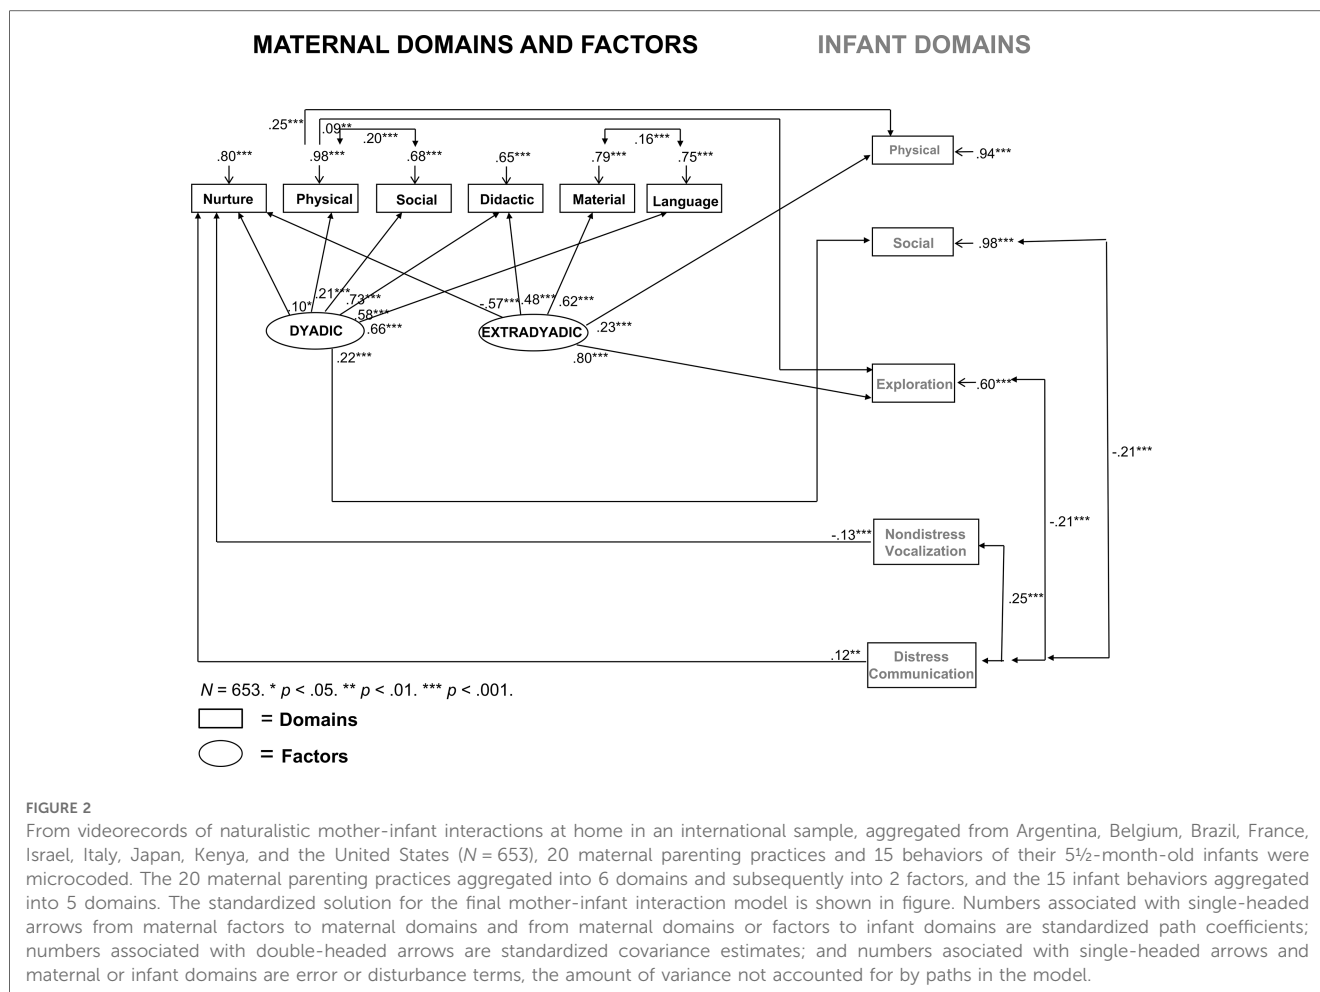 MATERNAL DOMAINS AND FACTORS INFANT DOMAINS
.25*** .09** .20*** .16***
.80*** .98*** .68*** .65*** .79*** .75***
Nurture Physical Social Didactic Material Language
Physical .94***
Social .98***
.10* .21*** .73*** .58*** .66*** -.57*** .48*** .62***
DYADIC EXTRADYADIC .23***
.22*** .80***
Exploration .60***
-.21***
-.21***
-.13*** Nondistress
Vocalization
.25***
.12** Distress
Communication
N = 653. * p < .05. ** p < .01. *** p < .001.
= Domains
= Factors
FIGURE 2
From videorecords of naturalistic mother-infant interactions at home in an international sample, aggregated from Argentina, Belgium, Brazil, France,
Israel, Italy, Japan, Kenya, and the United States (N = 653), 20 maternal parenting practices and 15 behaviors of their 5½-month-old infants were
microcoded. The 20 maternal parenting practices aggregated into 6 domains and subsequently into 2 factors, and the 15 infant behaviors aggregated
into 5 domains. The standardized solution for the final mother-infant interaction model is shown in figure. Numbers associated with single-headed
arrows from maternal factors to maternal domains and from maternal domains or factors to infant domains are standardized path coefficients;
numbers associated with double-headed arrows are standardized covariance estimates; and numbers asociated with single-headed arrows and
maternal or infant domains are error or disturbance terms, the amount of variance not accounted for by paths in the model.